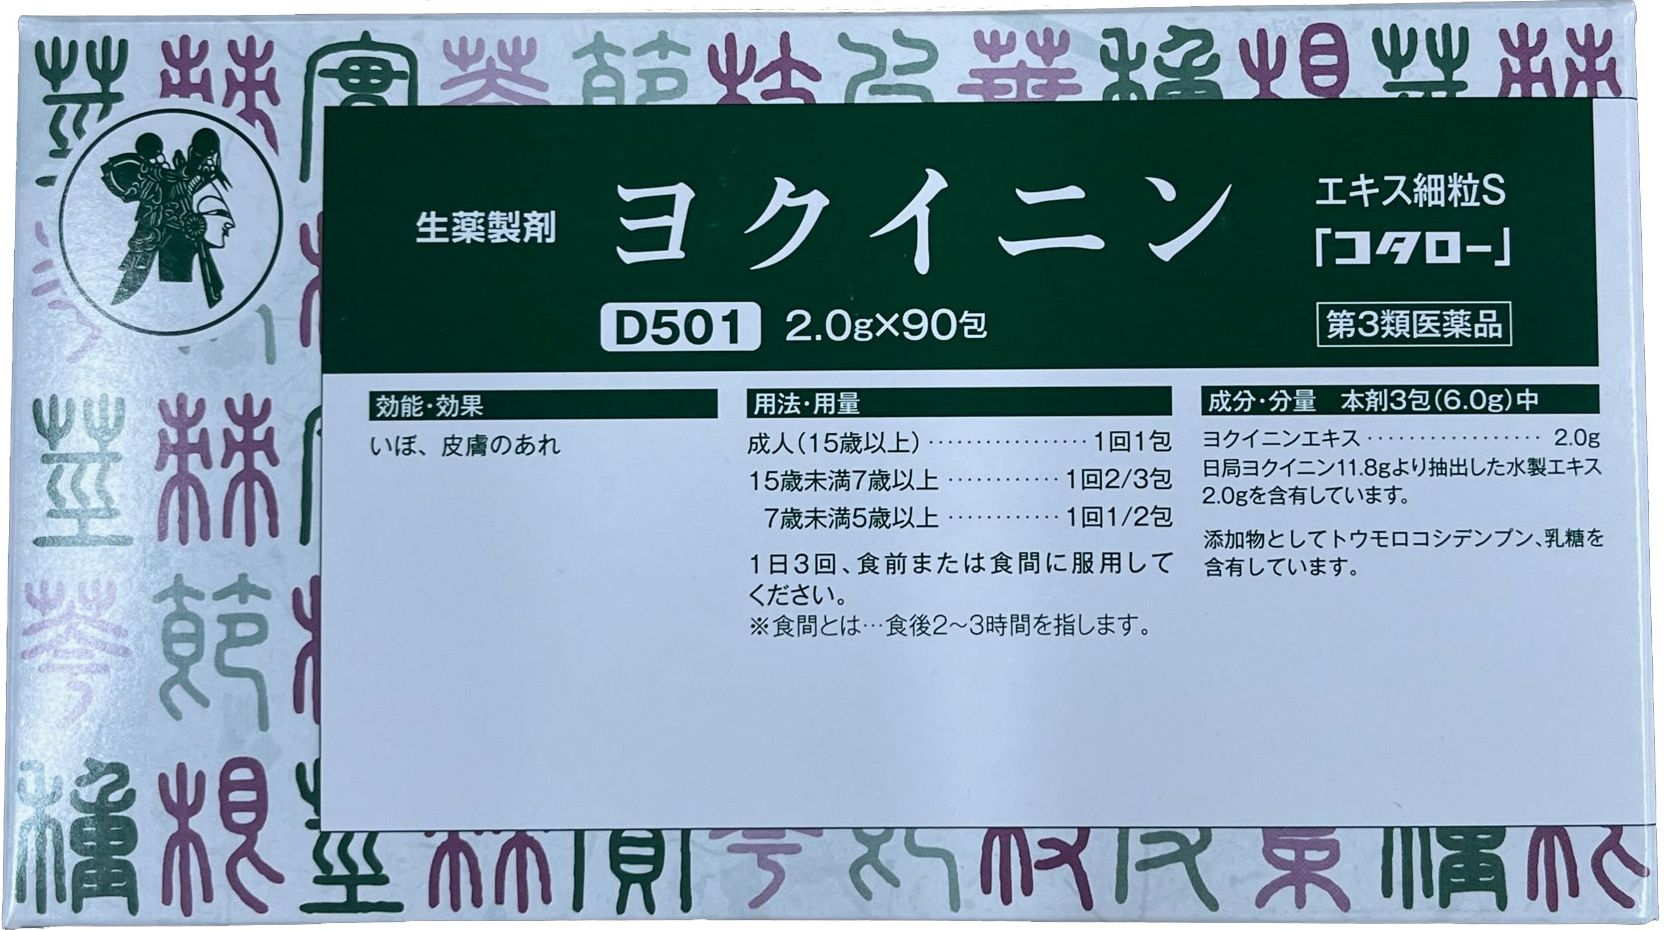 生薬製剤
ヨクイニン
エキス細粒S
「コタロー」
D501 2.0g×90包
第3類医薬品
効能・効果
いぼ、皮膚のあれ
用法・用量
成人(15歳以上)‥‥‥‥‥‥‥‥1回1包
15歳未満7歳以上‥‥‥‥‥‥1回2/3包
7歳未満5歳以上‥‥‥‥‥‥1回1/2包
1日3回、食前または食間に服用して
ください。
※食間とは…食後2〜3時間を指します。
成分・分量 本剤3包(6.0g)中
ヨクイニンエキス‥‥‥‥‥‥‥‥‥2.0g
日局ヨクイニン11.8gより抽出した水製エキス
2.0gを含有しています。
添加物としてトウモロコシデンプン、乳糖を
含有しています。